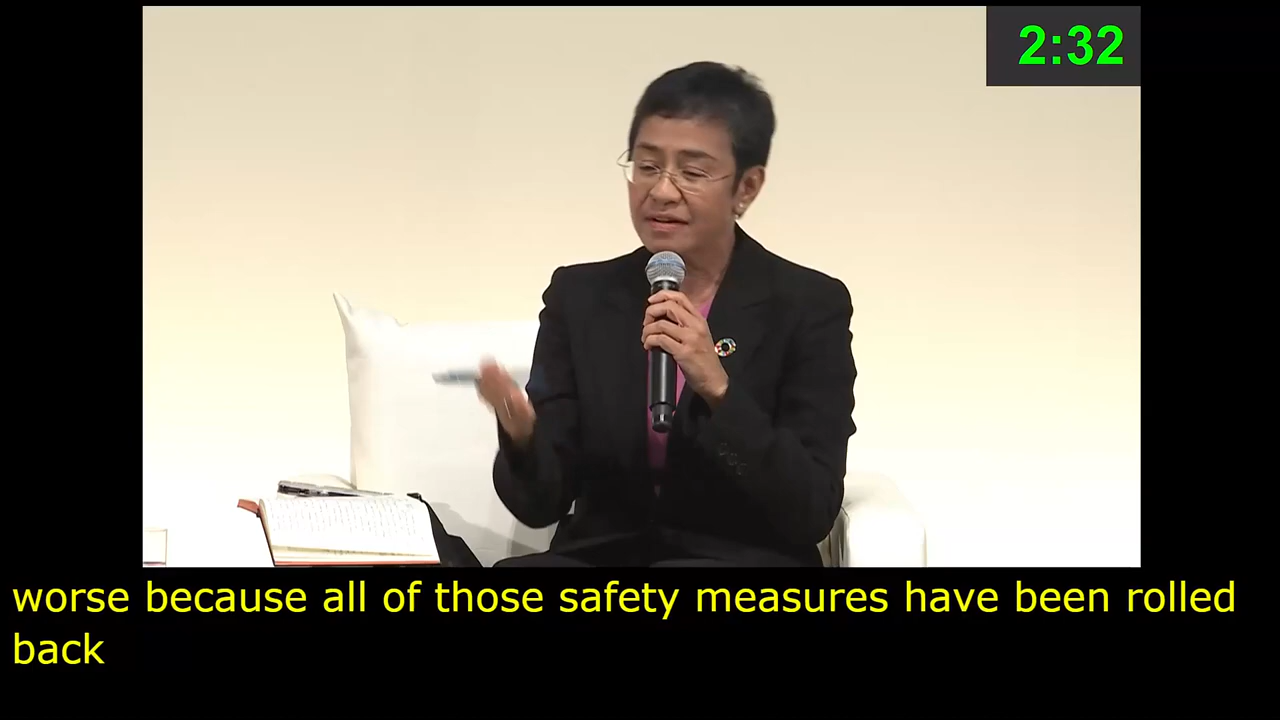 2:32
worse because all of those safety measures have been rolled
back